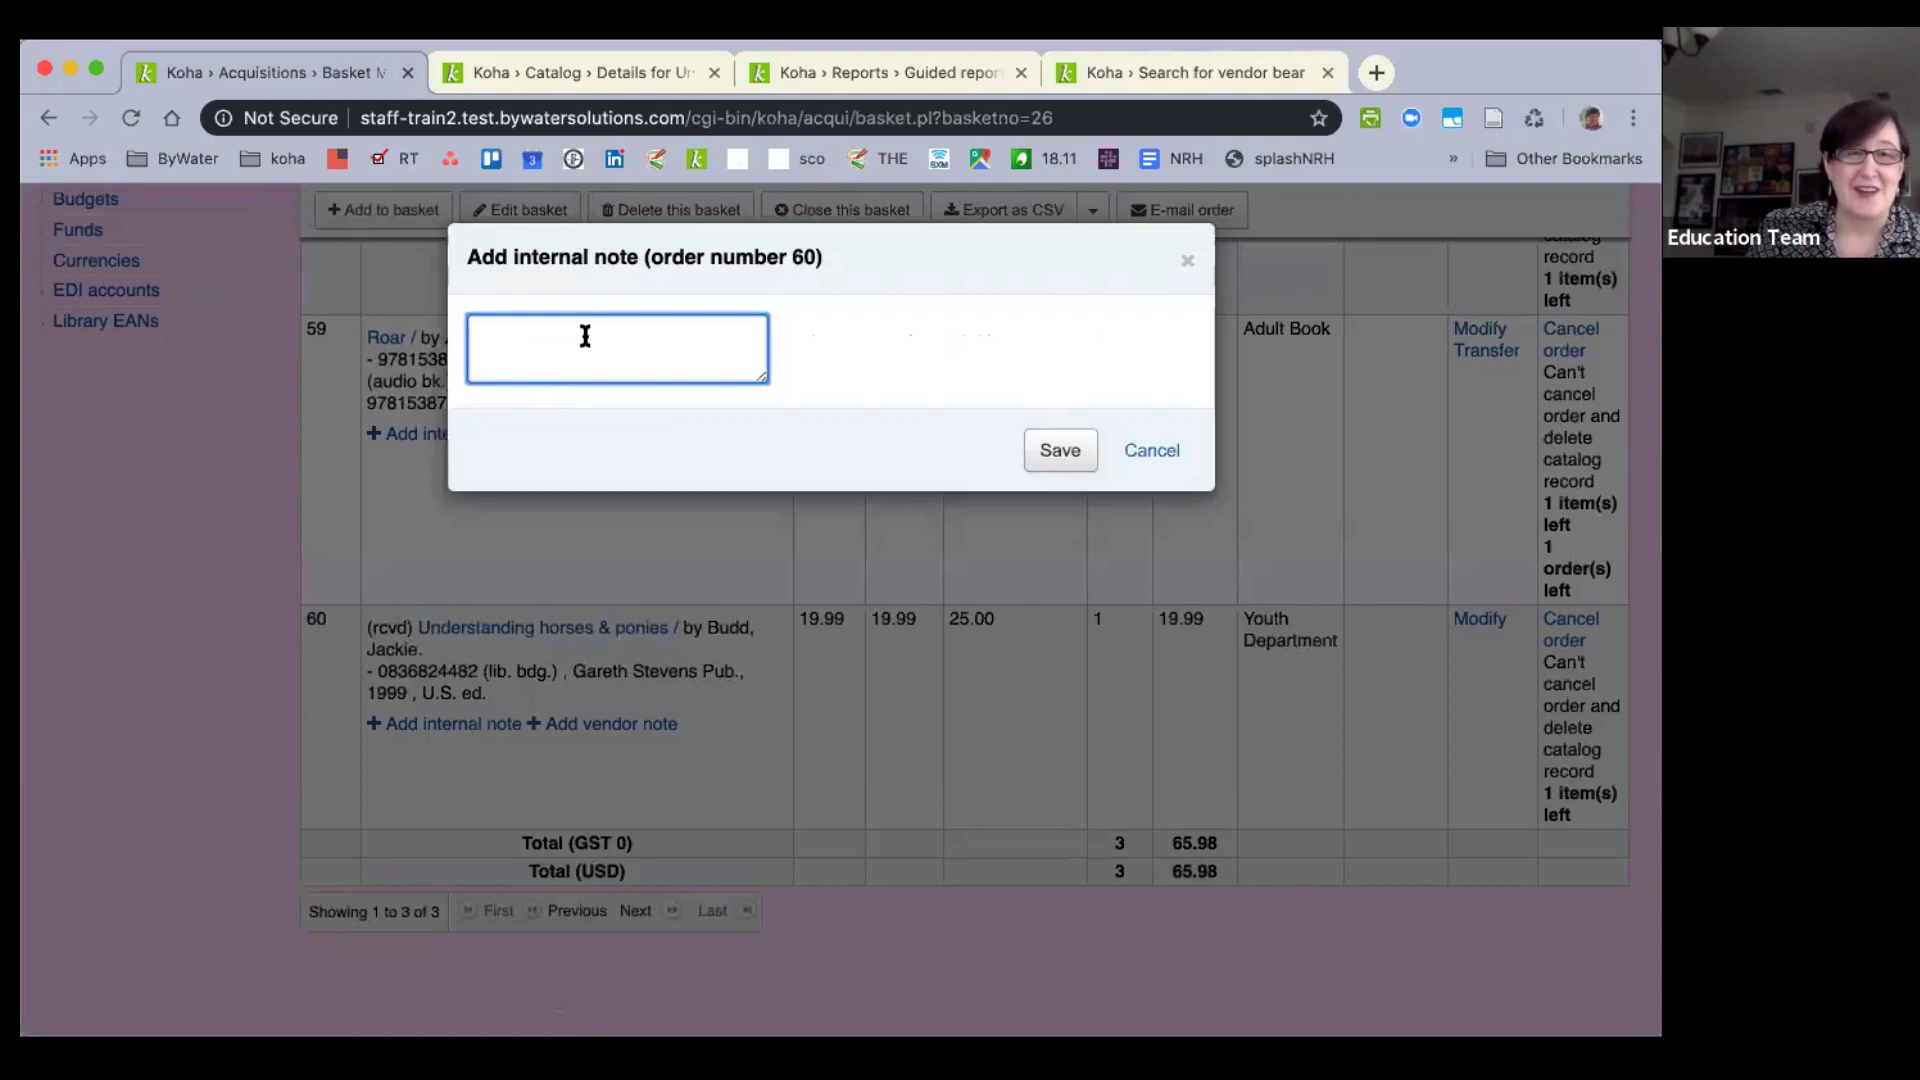 Koha › Acquisitions › Basket M
Koha › Catalog › Details for Un
Koha › Reports › Guided repor
Koha › Search for vendor bear
Not Secure
staff-train2.test.bywatersolutions.com/cgi-bin/koha/acqui/basket.pl?basketno=26
Apps
ByWater
koha
RT
3
SXM
sco
THE
18.11
NRH
splashNRH
»
Other Bookmarks
Education Team
Budgets
Funds
Currencies
EDI accounts
Library EANs
+ Add to basket
Edit basket
Delete this basket
Close this basket
Export as CSV
E-mail order
Add internal note (order number 60)
×
Save
Cancel
catalog
record
1 item(s)
left
59
Roar / by
- 9781538
(audio bk.
97815387
+ Add inte
Adult Book
Modify
Transfer
Cancel
order
Can't
cancel
order and
delete
catalog
record
1 item(s)
left
1
order(s)
left
60
(rcvd) Understanding horses & ponies / by Budd,
Jackie.
- 0836824482 (lib. bdg.) , Gareth Stevens Pub.,
1999 , U.S. ed.
+ Add internal note + Add vendor note
19.99
19.99
25.00
1
19.99
Youth
Department
Modify
Cancel
order
Can't
cancel
order and
delete
catalog
record
1 item(s)
left
Total (GST 0)
3
65.98
Total (USD)
3
65.98
Showing 1 to 3 of 3
First
Previous
Next
Last